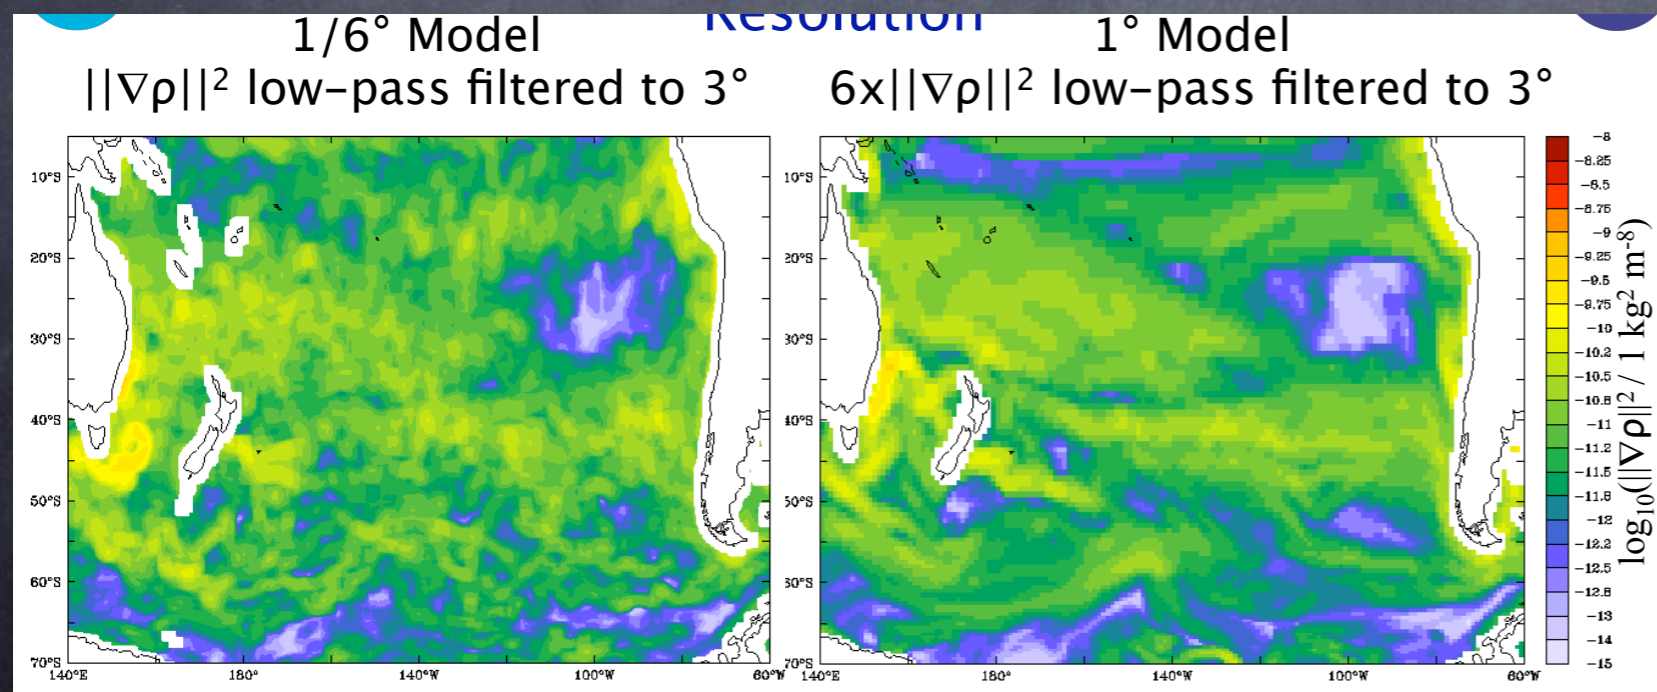 Resolution
1/6° Model
||∇ρ||² low-pass filtered to 3°
1° Model
6x||∇ρ||² low-pass filtered to 3°
10°S
20°S
30°S
40°S
50°S
60°S
70°S
140°E
180°
140°W
100°W
60°W
10°S
20°S
30°S
40°S
50°S
60°S
70°S
140°E
180°
140°W
100°W
60°W
-8
-8.25
-8.5
-8.75
-9
-9.25
-9.5
-9.75
-10
-10.2
-10.5
-10.8
-11
-11.2
-11.5
-11.8
-12
-12.2
-12.5
-12.8
-13
-14
-15
log₁₀(||∇ρ||² / 1 kg² m⁻⁸)